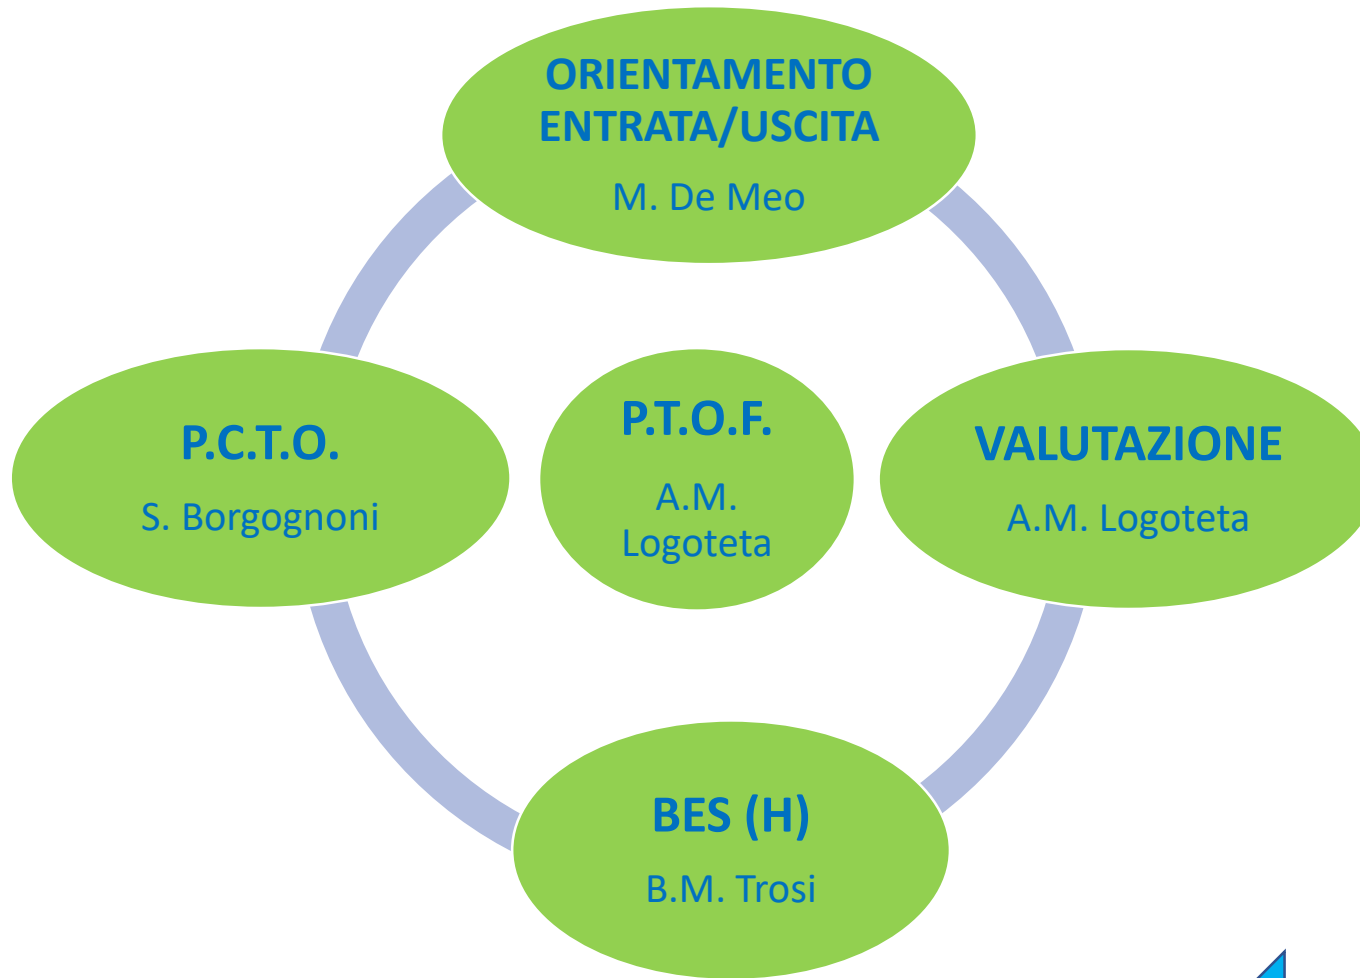 ORIENTAMENTO
ENTRATA/USCITA
M. De Meo
P.C.T.O.
S. Borgognoni
P.T.O.F.
A.M.
Logoteta
VALUTAZIONE
A.M. Logoteta
BES (H)
B.M. Trosi